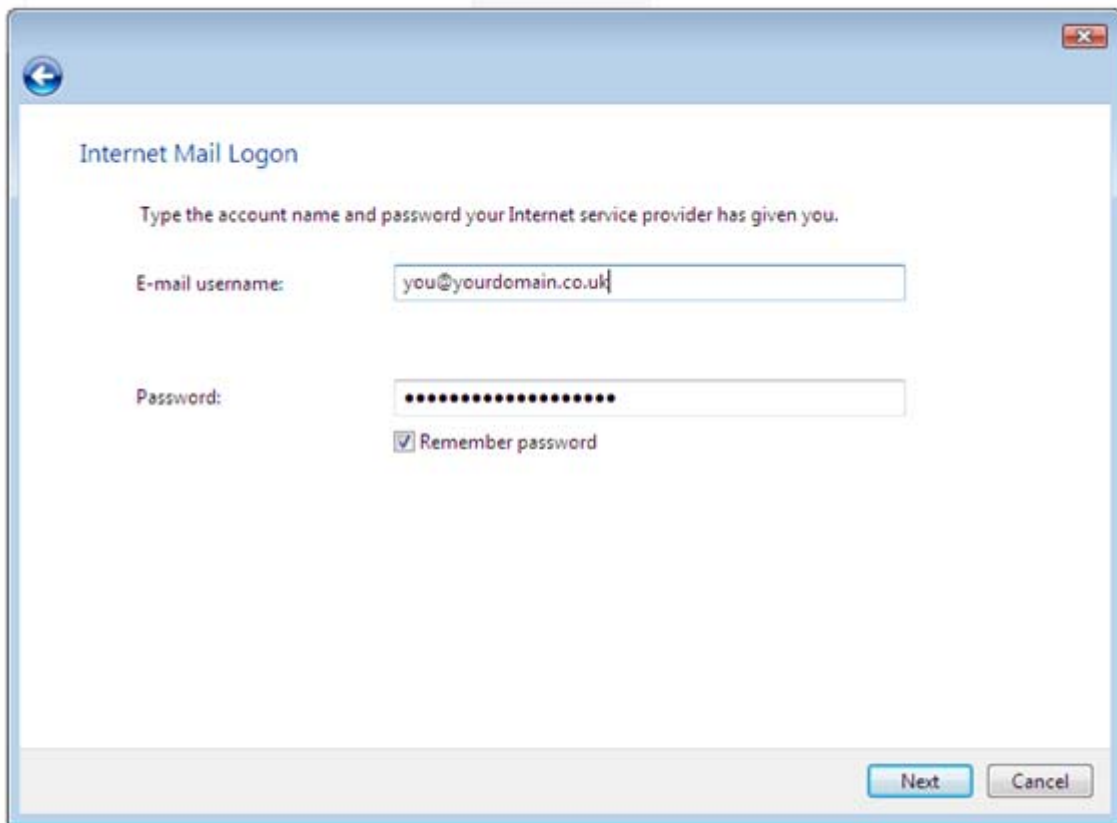 Internet Mail Logon
Type the account name and password your Internet service provider has given you.
E-mail username:
you@yourdomain.co.uk
Password:
•••••••••••••••••••
Remember password
Next
Cancel